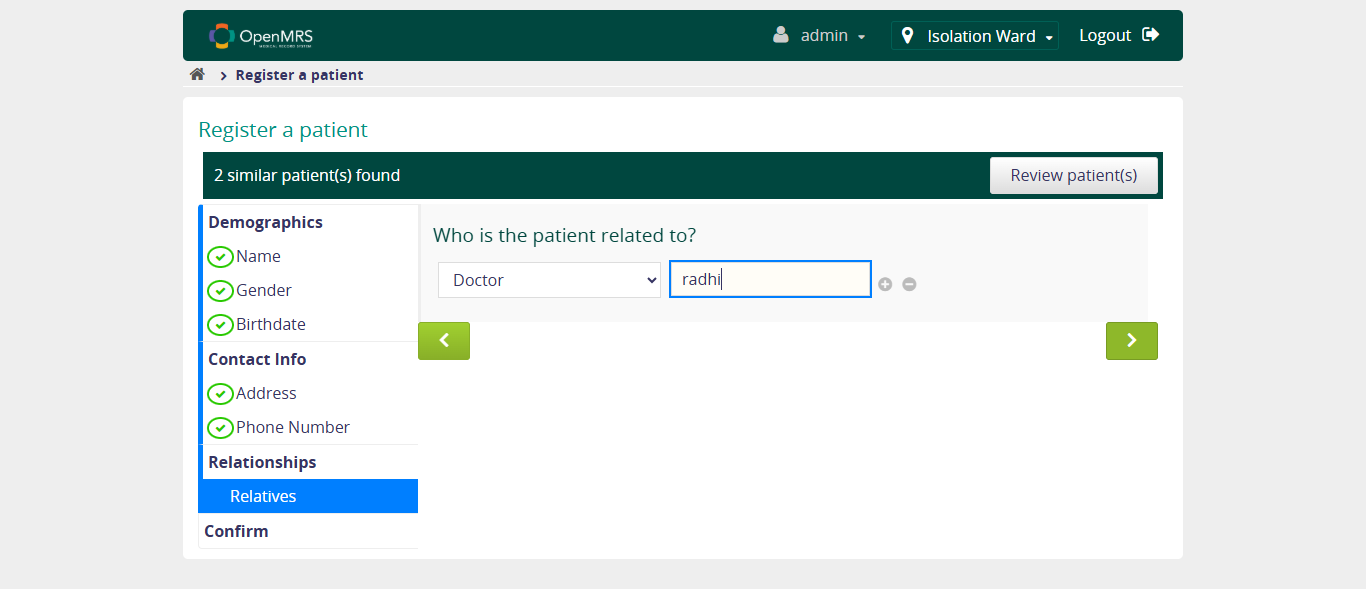 OpenMRS
MEDICAL RECORD SYSTEM
admin
Isolation Ward
Logout
Register a patient
Register a patient
2 similar patient(s) found
Review patient(s)
Demographics
Name
Gender
Birthdate
Contact Info
Address
Phone Number
Relationships
Relatives
Confirm
Who is the patient related to?
Doctor
radhi